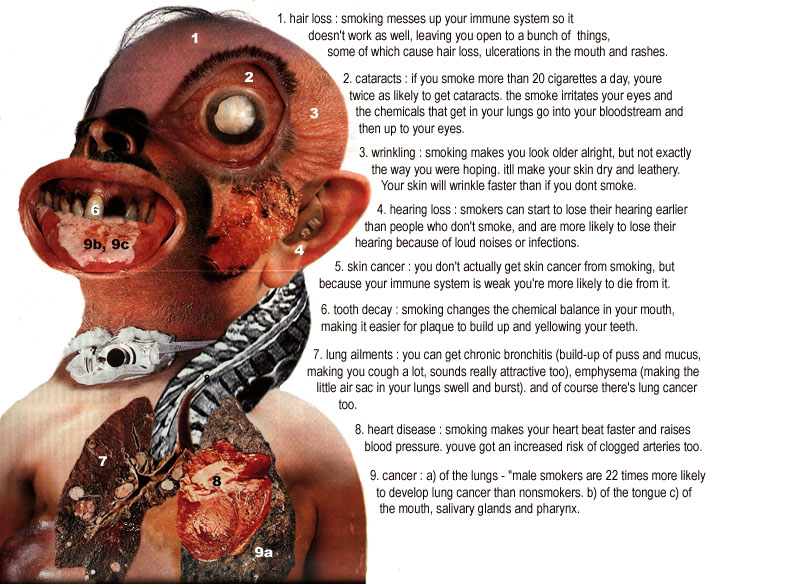 1. hair loss : smoking messes up your immune system so it
doesn't work as well, leaving you open to a bunch of things,
some of which cause hair loss, ulcerations in the mouth and rashes.
2. cataracts : if you smoke more than 20 cigarettes a day, youre
twice as likely to get cataracts. the smoke irritates your eyes and
the chemicals that get in your lungs go into your bloodstream and
then up to your eyes.
3. wrinkling : smoking makes you look older alright, but not exactly
the way you were hoping. itll make your skin dry and leathery.
Your skin will wrinkle faster than if you dont smoke.
4. hearing loss : smokers can start to lose their hearing earlier
than people who don't smoke, and are more likely to lose their
hearing because of loud noises or infections.
5. skin cancer : you don't actually get skin cancer from smoking, but
because your immune system is weak you're more likely to die from it.
6. tooth decay : smoking changes the chemical balance in your mouth,
making it easier for plaque to build up and yellowing your teeth.
7. lung ailments : you can get chronic bronchitis (build-up of puss and mucus,
making you cough a lot, sounds really attractive too), emphysema (making the
little air sac in your lungs swell and burst). and of course there's lung cancer
too.
8. heart disease : smoking makes your heart beat faster and raises
blood pressure. youve got an increased risk of clogged arteries too.
9. cancer : a) of the lungs - "male smokers are 22 times more likely
to develop lung cancer than nonsmokers. b) of the tongue c) of
the mouth, salivary glands and pharynx.
1
2
3
6
9b, 9c
4
7
8
9a